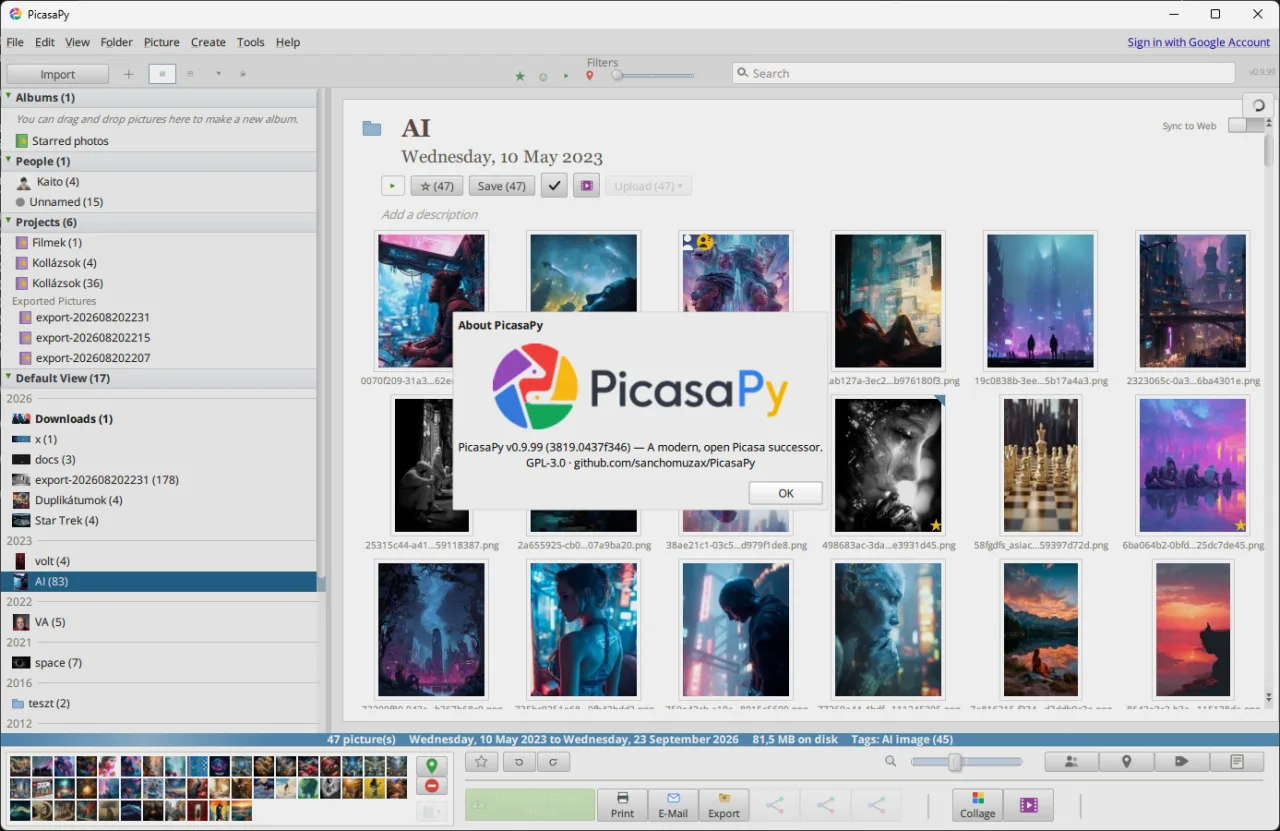 PicasaPy
File Edit View Folder Picture Create Tools Help
Sign in with Google Account
Import
Filters
Search
v0.9.99
Albums (1)
You can drag and drop pictures here to make a new album.
Starred photos
People (1)
Kaito (4)
Unnamed (15)
Projects (6)
Filmek (1)
Kollázsok (4)
Kollázsok (36)
Exported Pictures
export-202608202231
export-202608202215
export-202608202207
Default View (17)
2026
Downloads (1)
x (1)
docs (3)
export-202608202231 (178)
Duplikátumok (4)
Star Trek (4)
2023
volt (4)
AI (83)
2022
VA (5)
2021
space (7)
2016
teszt (2)
2012
AI
Sync to Web
Wednesday, 10 May 2023
(47) Save (47) Upload (47)
Add a description
ab127a-3ec2...b976180f3.png 19c0838b-3ee...5b17a4a3.png 2323065c-0a3...6ba4301e.png
About PicasaPy
PicasaPy
PicasaPy v0.9.99 (3819.0437f346) — A modern, open Picasa successor.
GPL-3.0 · github.com/sanchomuzax/PicasaPy
OK
25315c44-a41...59118387.png 2a655925-cb0...07a9ba20.png 38ae21c1-03c5...d979f1de8.png 498683ac-3da...e3931d45.png 58fgdfs_asiac...59397d72d.png 6ba064b2-0bfd...25dc7de45.png
47 picture(s) Wednesday, 10 May 2023 to Wednesday, 23 September 2026 81,5 MB on disk Tags: AI image (45)
Print E-Mail Export Collage